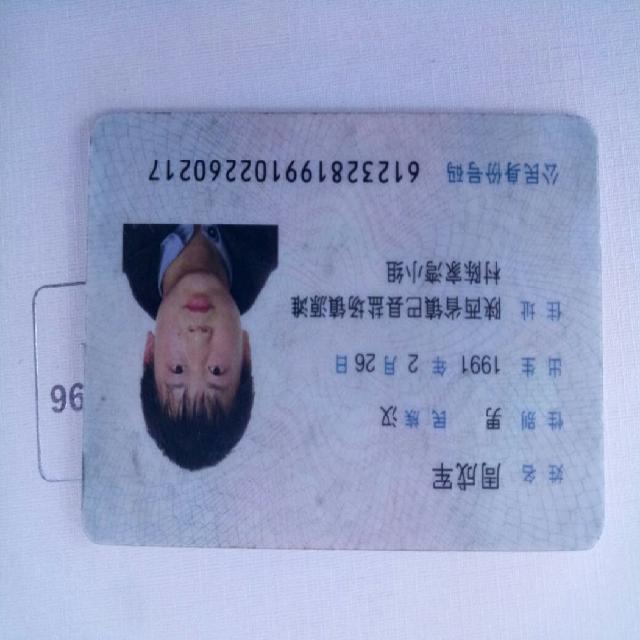 姓名 周成军
性别 男 民族 汉
出生 1991 年 2 月 26 日
住址 陕西省镇巴县盐场镇源滩
村陈家湾小组
公民身份号码 612328199102260217
96